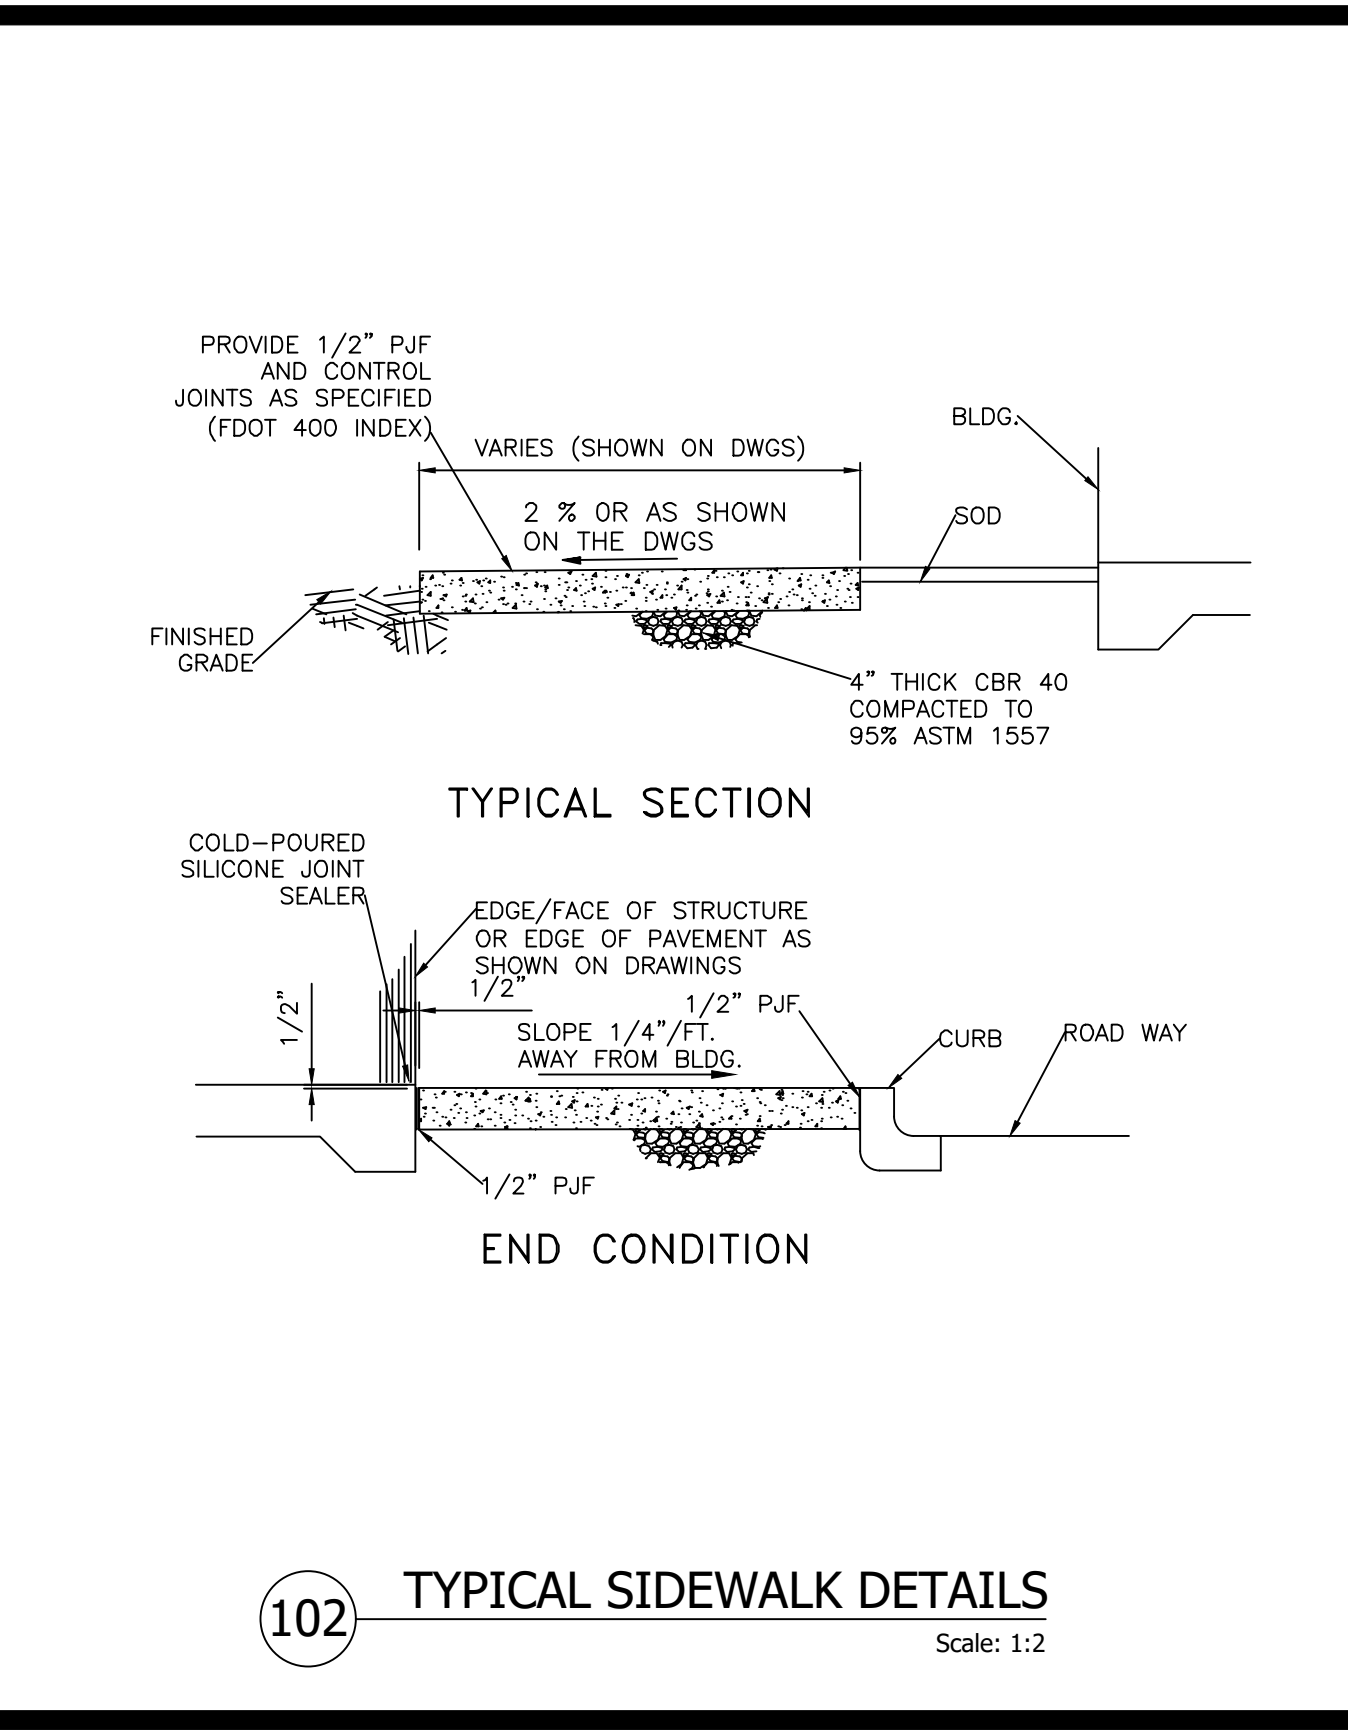 PROVIDE 1/2" PJF
AND CONTROL
JOINTS AS SPECIFIED
(FDOT 400 INDEX)
VARIES (SHOWN ON DWGS)
BLDG.
2 % OR AS SHOWN
ON THE DWGS
SOD
FINISHED
GRADE
4" THICK CBR 40
COMPACTED TO
95% ASTM 1557
TYPICAL SECTION
COLD-POURED
SILICONE JOINT
SEALER
EDGE/FACE OF STRUCTURE
OR EDGE OF PAVEMENT AS
SHOWN ON DRAWINGS
1/2"
1/2"
1/2" PJF
SLOPE 1/4"/FT.
AWAY FROM BLDG.
CURB
ROAD WAY
1/2" PJF
END CONDITION
102
TYPICAL SIDEWALK DETAILS
Scale: 1:2